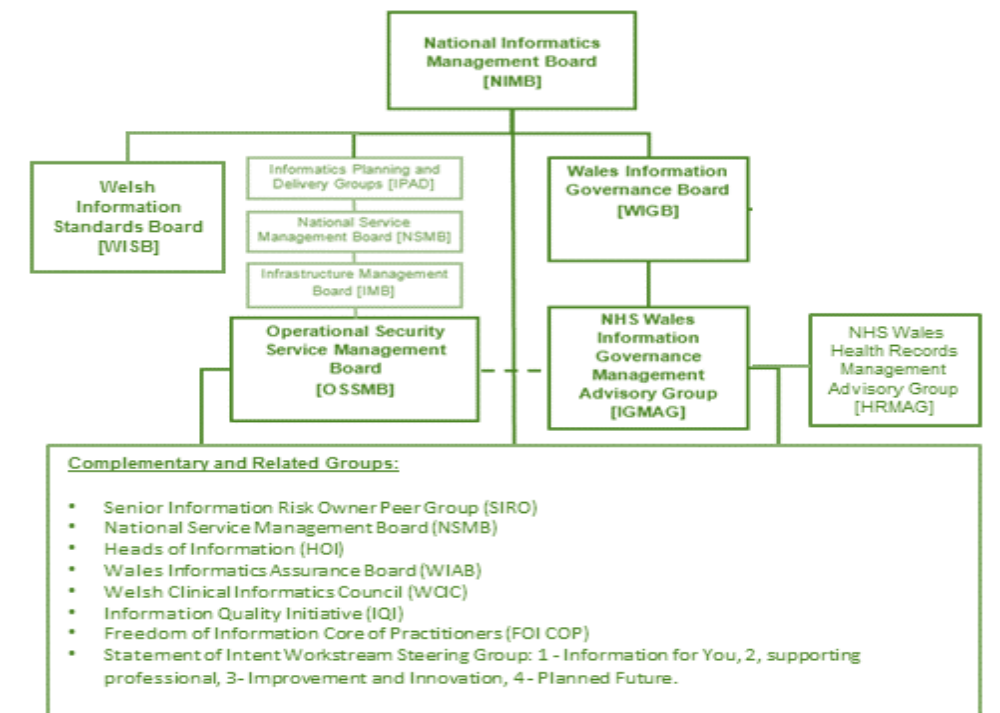 National Informatics
Management Board
[NIMB]
Welsh
Information
Standards Board
[WISB]
Informatics Planning and
Delivery Groups [IPAD]
National Service
Management Board [NSMB]
Infrastructure Management
Board [IMB]
Operational Security
Service Management
Board
[OSSMB]
Wales Information
Governance Board
[WIGB]
NHS Wales
Information
Governance
Management
Advisory Group
[IGMAG]
NHS Wales
Health Records
Management
Advisory Group
[HRMAG]
Complementary and Related Groups:
• Senior Information Risk Owner Peer Group (SIRO)
• National Service Management Board (NSMB)
• Heads of Information (HOI)
• Wales Informatics Assurance Board (WIAB)
• Welsh Clinical Informatics Council (WCIC)
• Information Quality Initiative (IQI)
• Freedom of Information Core of Practitioners (FOI COP)
• Statement of Intent Workstream Steering Group: 1 - Information for You, 2, supporting
professional, 3- Improvement and Innovation, 4 - Planned Future.